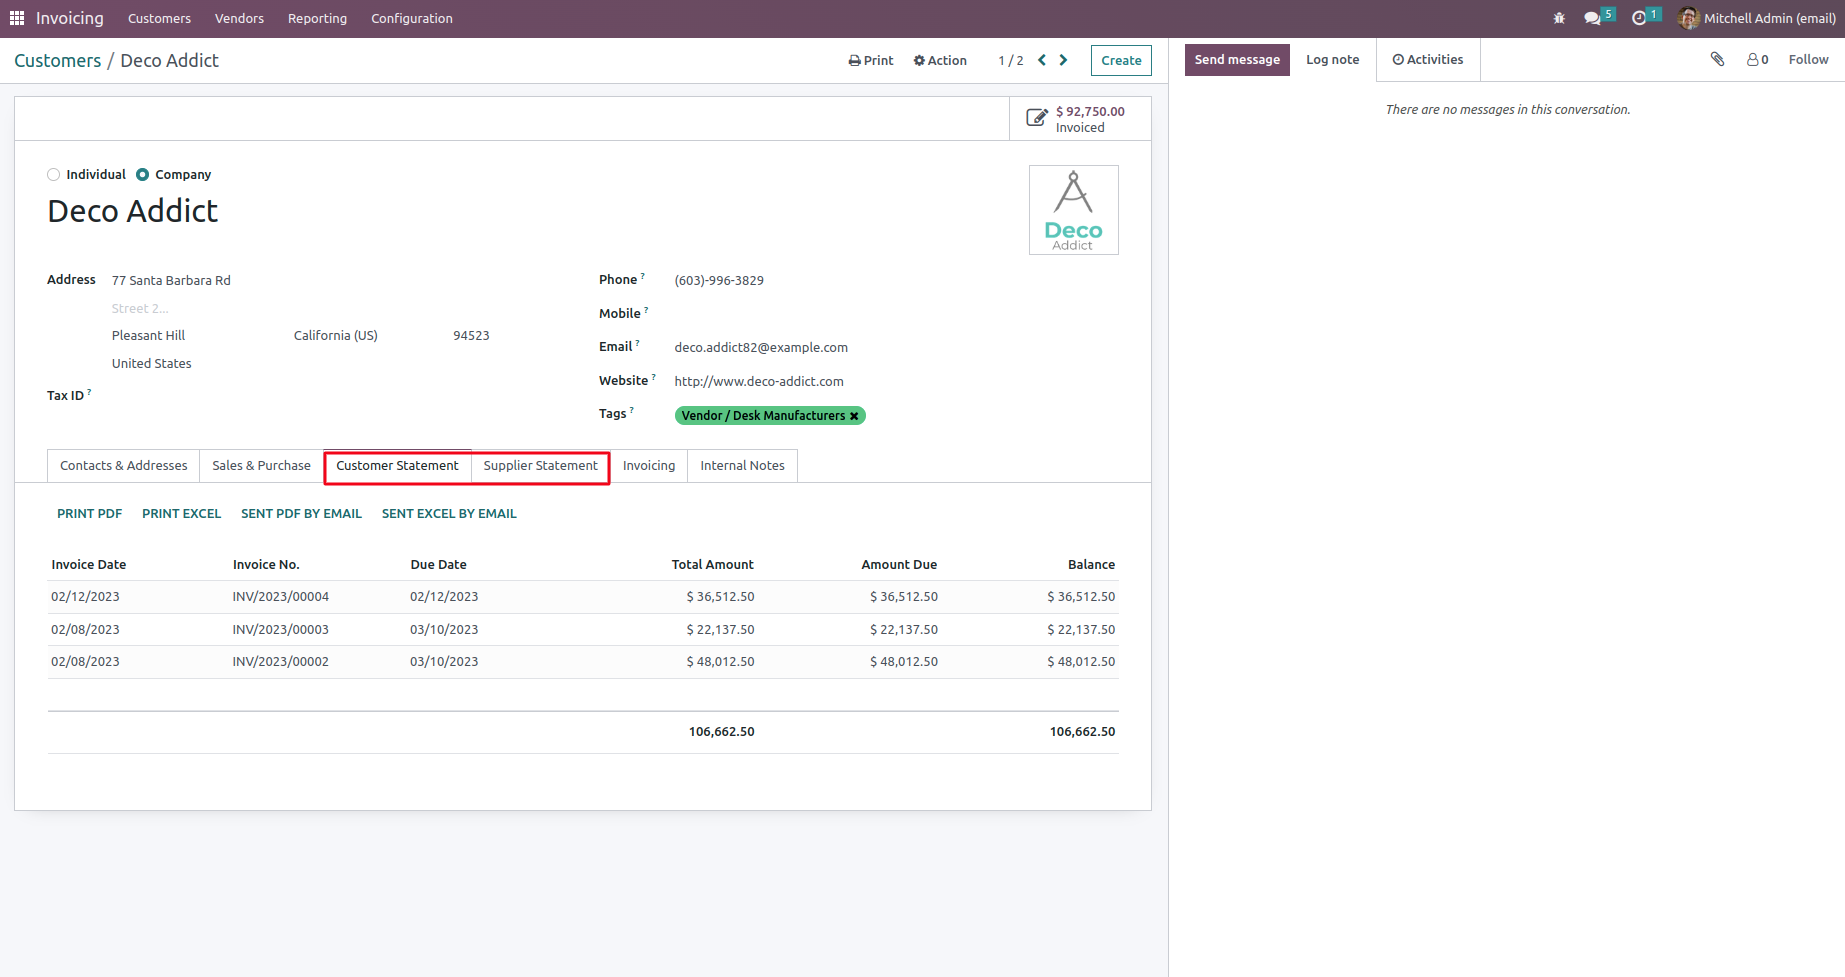 Invoicing Customers Vendors Reporting Configuration 5 1 Mitchell Admin (email)
Customers / Deco Addict Print Action 1 / 2 Create
Send message Log note Activities 0 Follow
There are no messages in this conversation.
$ 92,750.00
Invoiced
Individual Company
Deco Addict
Deco
Addict
Address 77 Santa Barbara Rd
Street 2...
Pleasant Hill California (US) 94523
United States
Tax ID ?
Phone ? (603)-996-3829
Mobile ?
Email ? deco.addict82@example.com
Website ? http://www.deco-addict.com
Tags ? Vendor / Desk Manufacturers
Contacts & Addresses Sales & Purchase Customer Statement Supplier Statement Invoicing Internal Notes
PRINT PDF PRINT EXCEL SENT PDF BY EMAIL SENT EXCEL BY EMAIL
Invoice Date Invoice No. Due Date Total Amount Amount Due Balance
02/12/2023 INV/2023/00004 02/12/2023 $ 36,512.50 $ 36,512.50 $ 36,512.50
02/08/2023 INV/2023/00003 03/10/2023 $ 22,137.50 $ 22,137.50 $ 22,137.50
02/08/2023 INV/2023/00002 03/10/2023 $ 48,012.50 $ 48,012.50 $ 48,012.50
106,662.50 106,662.50